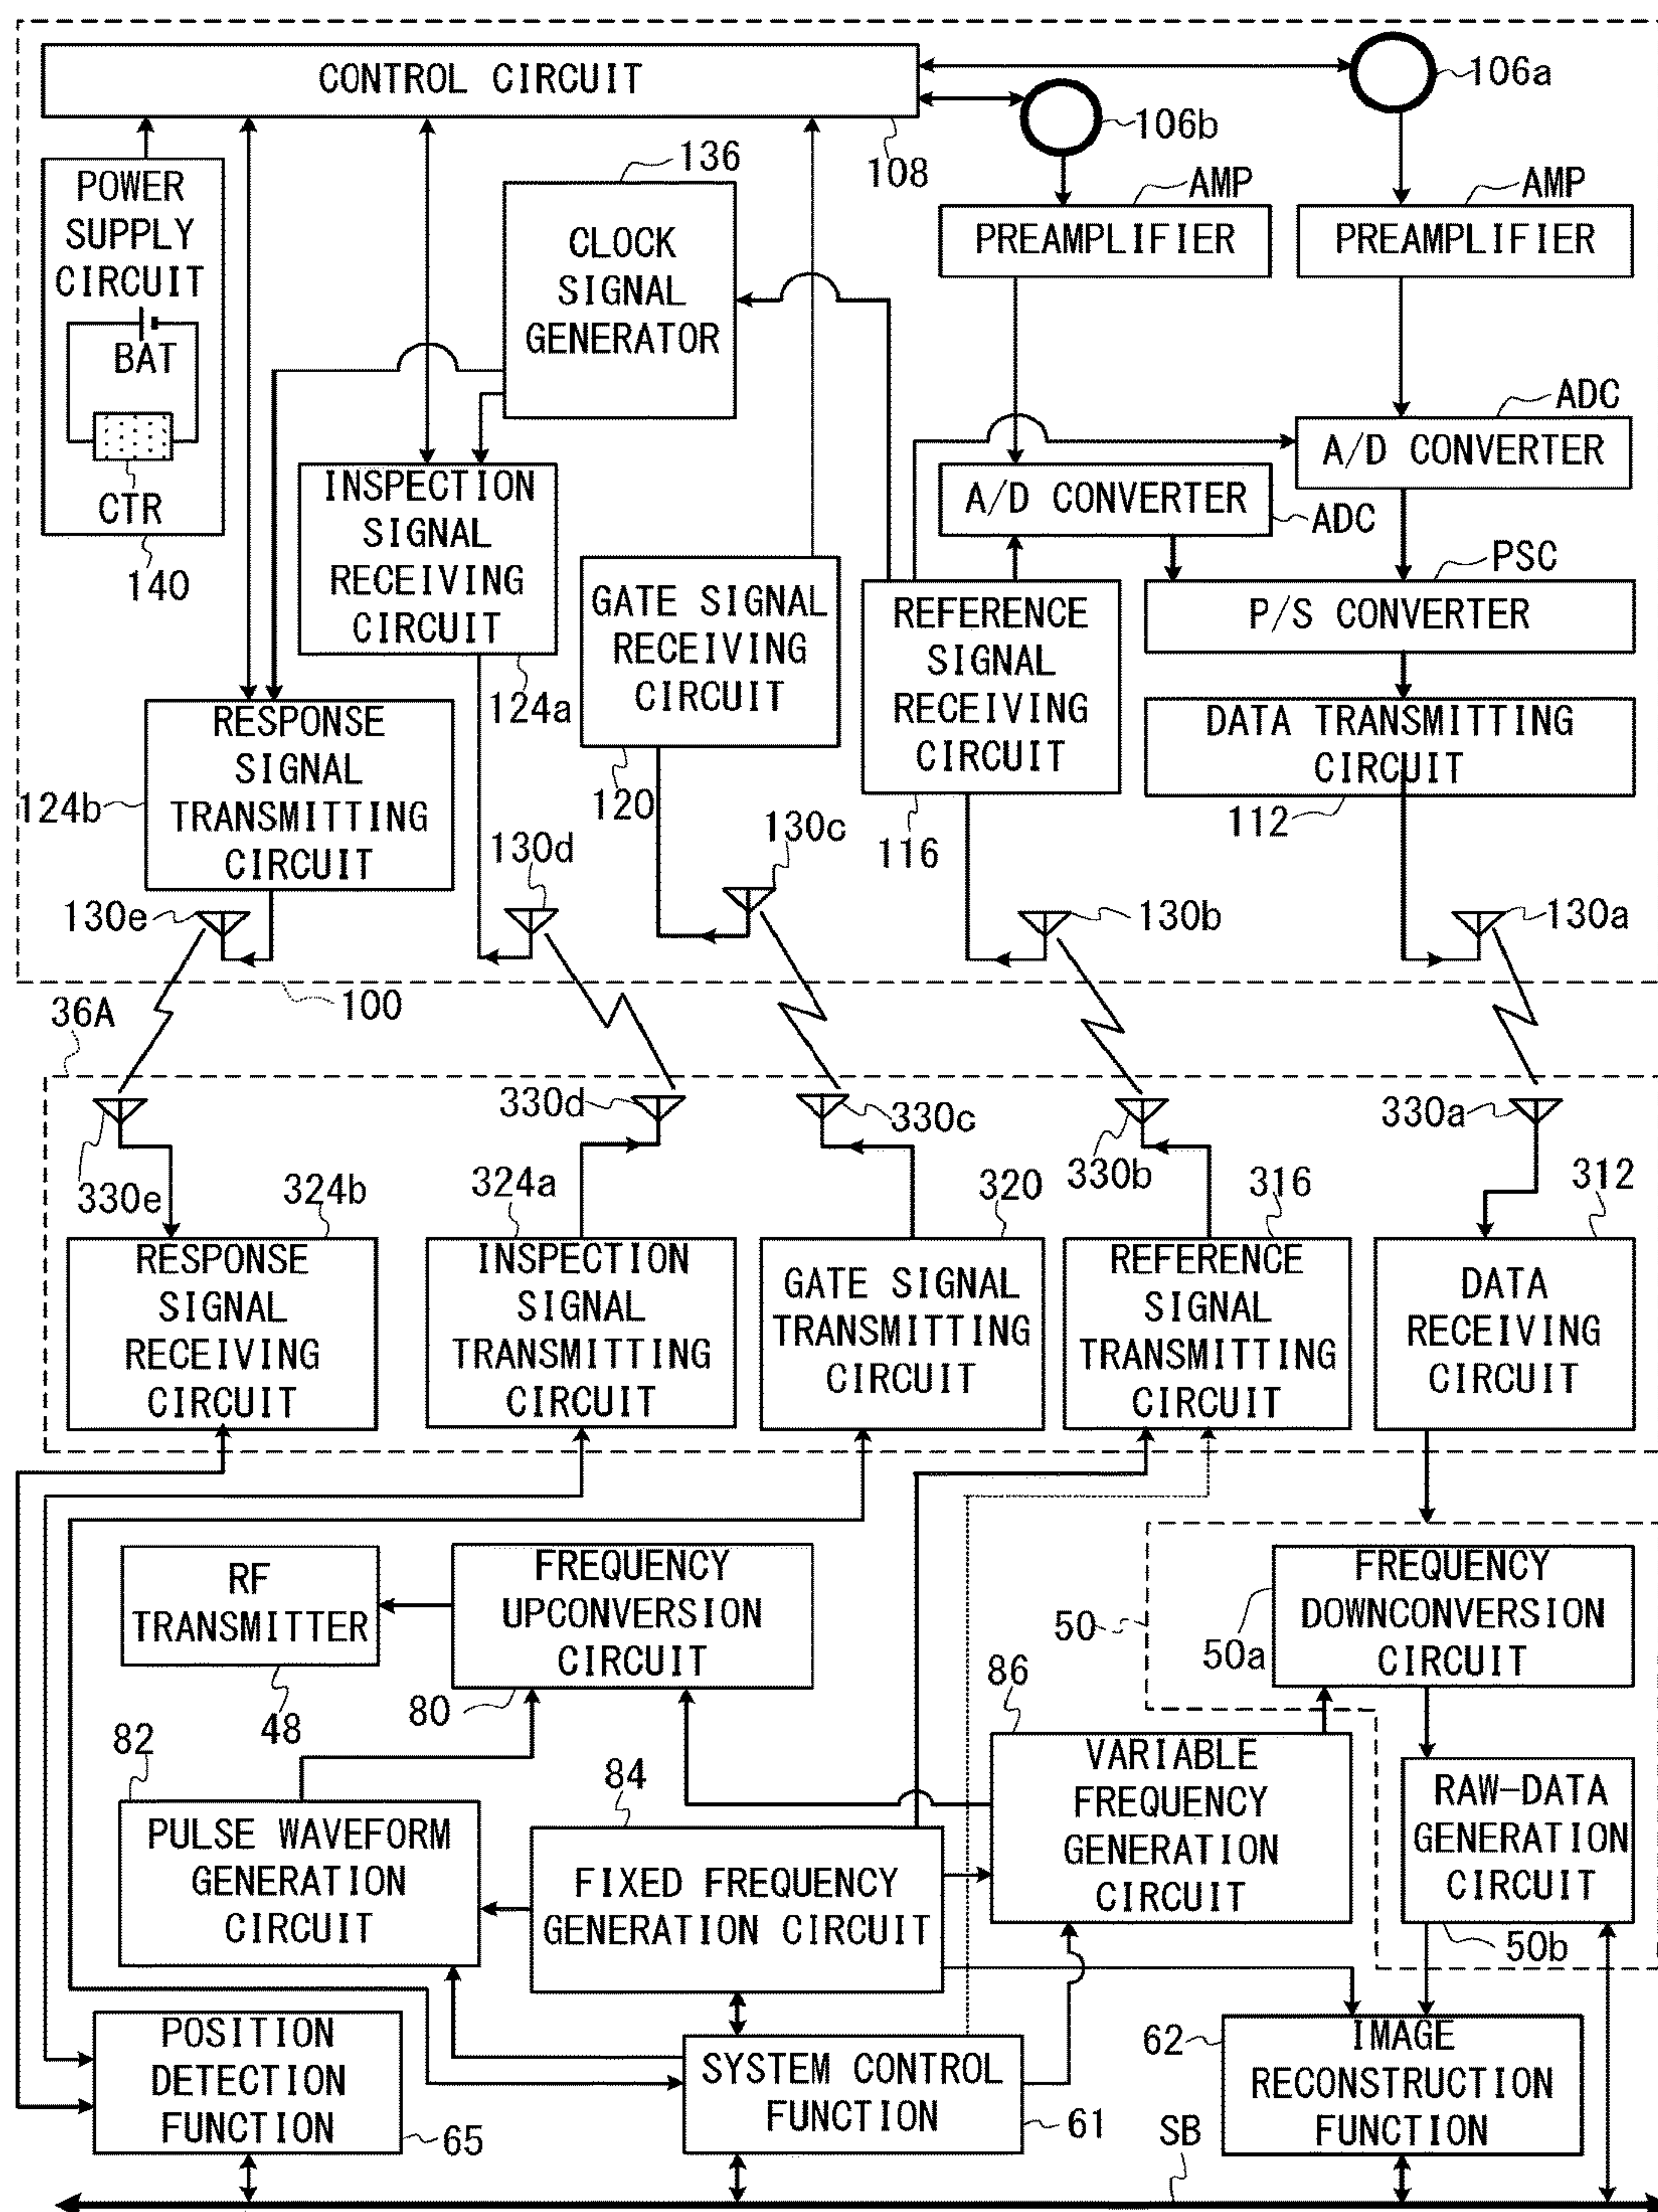 CONTROL CIRCUIT
106a
106b
108
136
POWER
SUPPLY
CIRCUIT
BAT
CTR
140
CLOCK
SIGNAL
GENERATOR
AMP
AMP
PREAMPLIFIER
PREAMPLIFIER
ADC
A/D CONVERTER
A/D CONVERTER
ADC
PSC
P/S CONVERTER
INSPECTION
SIGNAL
RECEIVING
CIRCUIT
124a
GATE SIGNAL
RECEIVING
CIRCUIT
120
REFERENCE
SIGNAL
RECEIVING
CIRCUIT
116
DATA TRANSMITTING
CIRCUIT
112
RESPONSE
SIGNAL
TRANSMITTING
CIRCUIT
124b
130e
130d
130c
130b
130a
100
36A
330e
330d
330c
330b
330a
324b
324a
320
316
312
RESPONSE
SIGNAL
RECEIVING
CIRCUIT
INSPECTION
SIGNAL
TRANSMITTING
CIRCUIT
GATE SIGNAL
TRANSMITTING
CIRCUIT
REFERENCE
SIGNAL
TRANSMITTING
CIRCUIT
DATA
RECEIVING
CIRCUIT
RF
TRANSMITTER
48
FREQUENCY
UPCONVERSION
CIRCUIT
80
50
50a
FREQUENCY
DOWNCONVERSION
CIRCUIT
86
82
84
PULSE WAVEFORM
GENERATION
CIRCUIT
FIXED FREQUENCY
GENERATION CIRCUIT
VARIABLE
FREQUENCY
GENERATION
CIRCUIT
RAW-DATA
GENERATION
CIRCUIT
50b
POSITION
DETECTION
FUNCTION
65
SYSTEM CONTROL
FUNCTION
61
62
IMAGE
RECONSTRUCTION
FUNCTION
SB